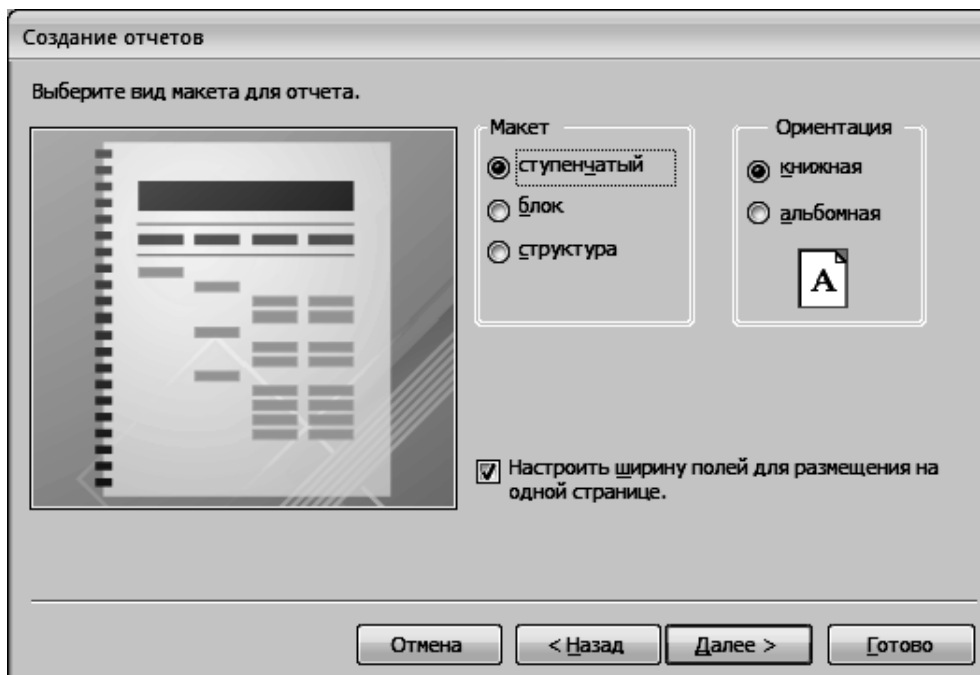 Создание отчетов
Выберите вид макета для отчета.
Макет
ступенчатый
блок
структура
Ориентация
книжная
альбомная
A
Настроить ширину полей для размещения на
одной странице.
Отмена
< Назад
Далее >
Готово